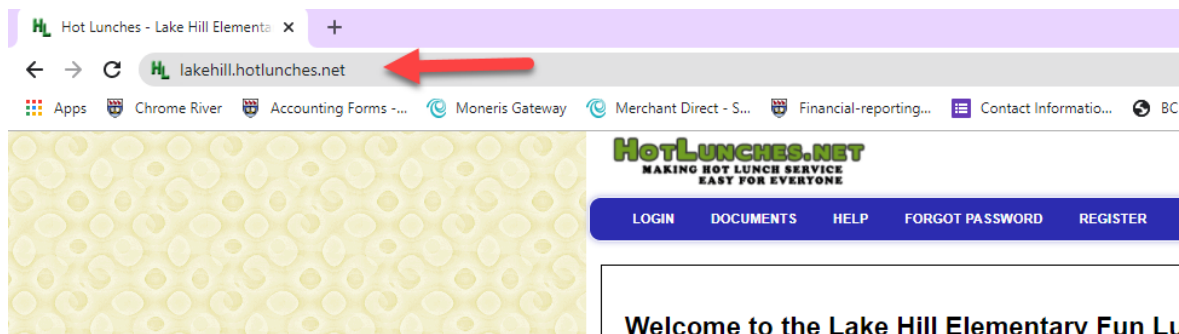 HL Hot Lunches - Lake Hill Elementa
HL lakehill.hotlunches.net
Apps Chrome River Accounting Forms -... Moneris Gateway Merchant Direct - S... Financial-reporting... Contact Informatio... BC
HOTLUNCHES.NET
MAKING HOT LUNCH SERVICE
EASY FOR EVERYONE
LOGIN DOCUMENTS HELP FORGOT PASSWORD REGISTER
Welcome to the Lake Hill Elementary Fun Lu